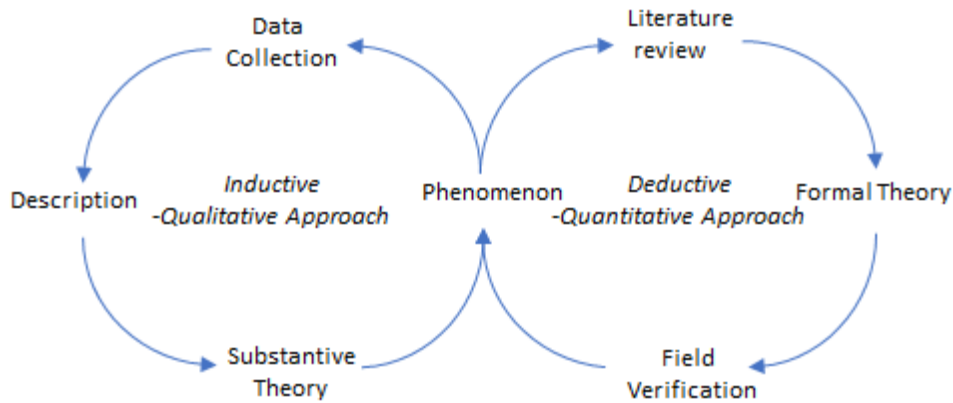 Data
Collection
Literature
review
Description
Inductive
-Qualitative Approach
Phenomenon
Deductive
-Quantitative Approach
Formal Theory
Substantive
Theory
Field
Verification